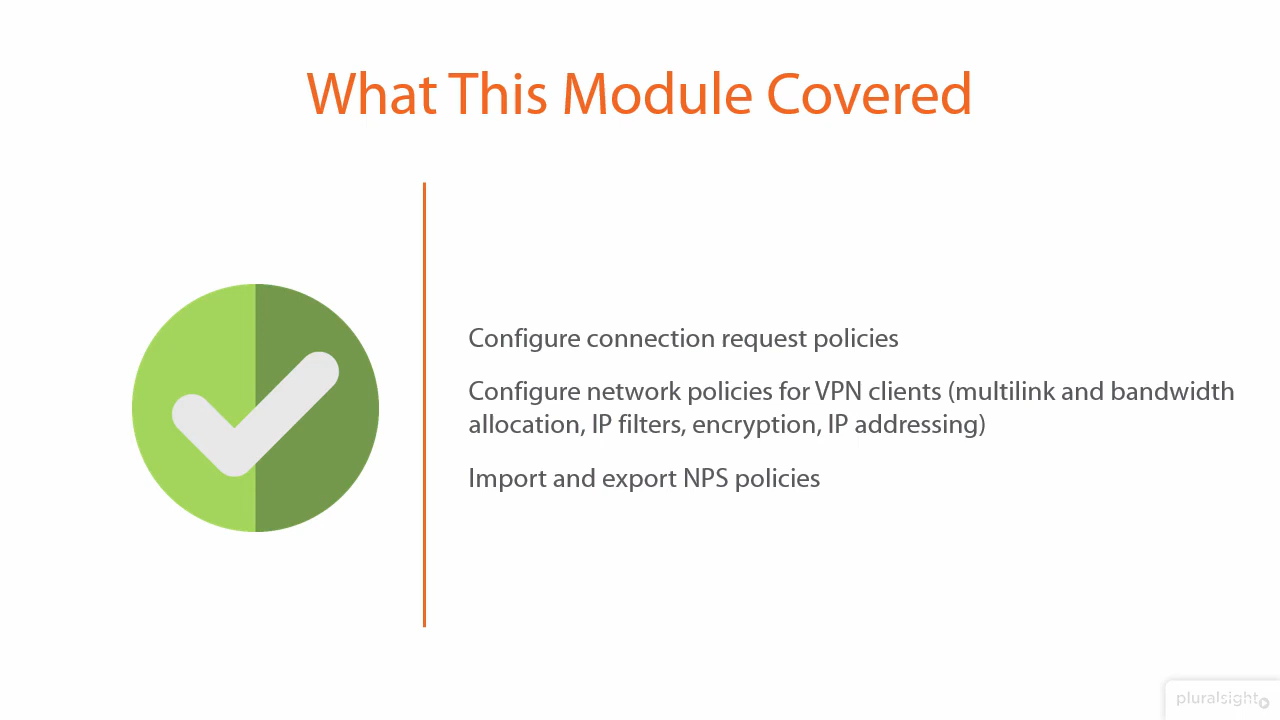 What This Module Covered
Configure connection request policies
Configure network policies for VPN clients (multilink and bandwidth
allocation, IP filters, encryption, IP addressing)
Import and export NPS policies
pluralsight